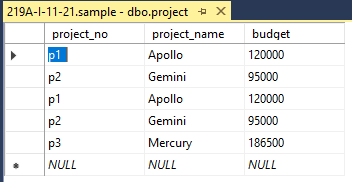 219A-I-11-21.sample - dbo.project
project_no project_name budget
p1 Apollo 120000
p2 Gemini 95000
p1 Apollo 120000
p2 Gemini 95000
p3 Mercury 186500
NULL NULL NULL